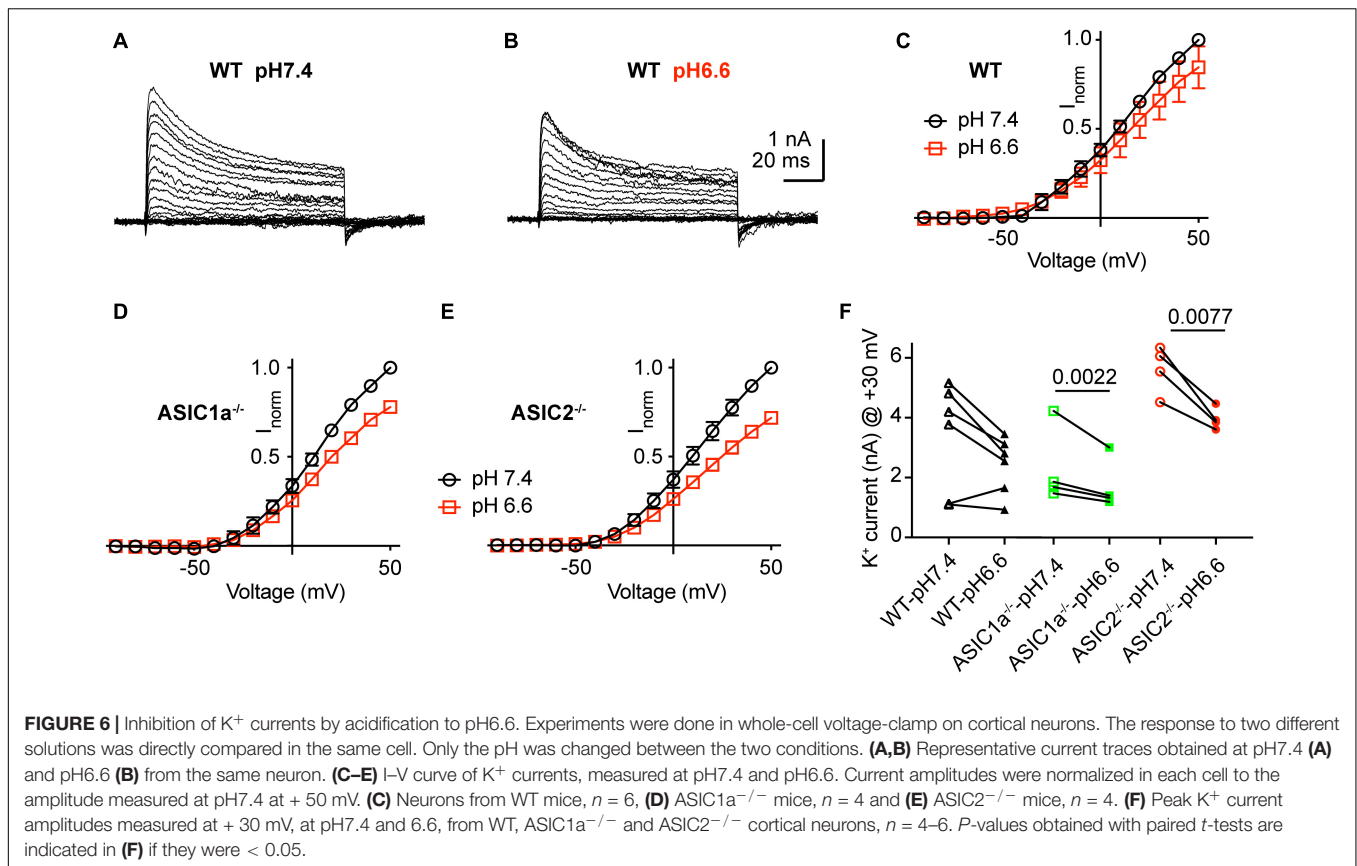 A
WT pH7.4
B
WT pH6.6
1 nA
20 ms
C
WT
pH 7.4
pH 6.6
I_norm
1.0
0.5
-50
50
Voltage (mV)
D
ASIC1a⁻/⁻
I_norm
1.0
0.5
-50
50
Voltage (mV)
E
ASIC2⁻/⁻
pH 7.4
pH 6.6
I_norm
1.0
0.5
-50
50
Voltage (mV)
F
K⁺ current (nA) @ +30 mV
6
4
2
0
0.0022
0.0077
WT-pH7.4
WT-pH6.6
ASIC1a⁻/⁻-pH7.4
ASIC1a⁻/⁻-pH6.6
ASIC2⁻/⁻-pH7.4
ASIC2⁻/⁻-pH6.6
FIGURE 6 | Inhibition of K⁺ currents by acidification to pH6.6. Experiments were done in whole-cell voltage-clamp on cortical neurons. The response to two different
solutions was directly compared in the same cell. Only the pH was changed between the two conditions. (A,B) Representative current traces obtained at pH7.4 (A)
and pH6.6 (B) from the same neuron. (C–E) I–V curve of K⁺ currents, measured at pH7.4 and pH6.6. Current amplitudes were normalized in each cell to the
amplitude measured at pH7.4 at + 50 mV. (C) Neurons from WT mice, n = 6, (D) ASIC1a⁻/⁻ mice, n = 4 and (E) ASIC2⁻/⁻ mice, n = 4. (F) Peak K⁺ current
amplitudes measured at + 30 mV, at pH7.4 and 6.6, from WT, ASIC1a⁻/⁻ and ASIC2⁻/⁻ cortical neurons, n = 4–6. P-values obtained with paired t-tests are
indicated in (F) if they were < 0.05.